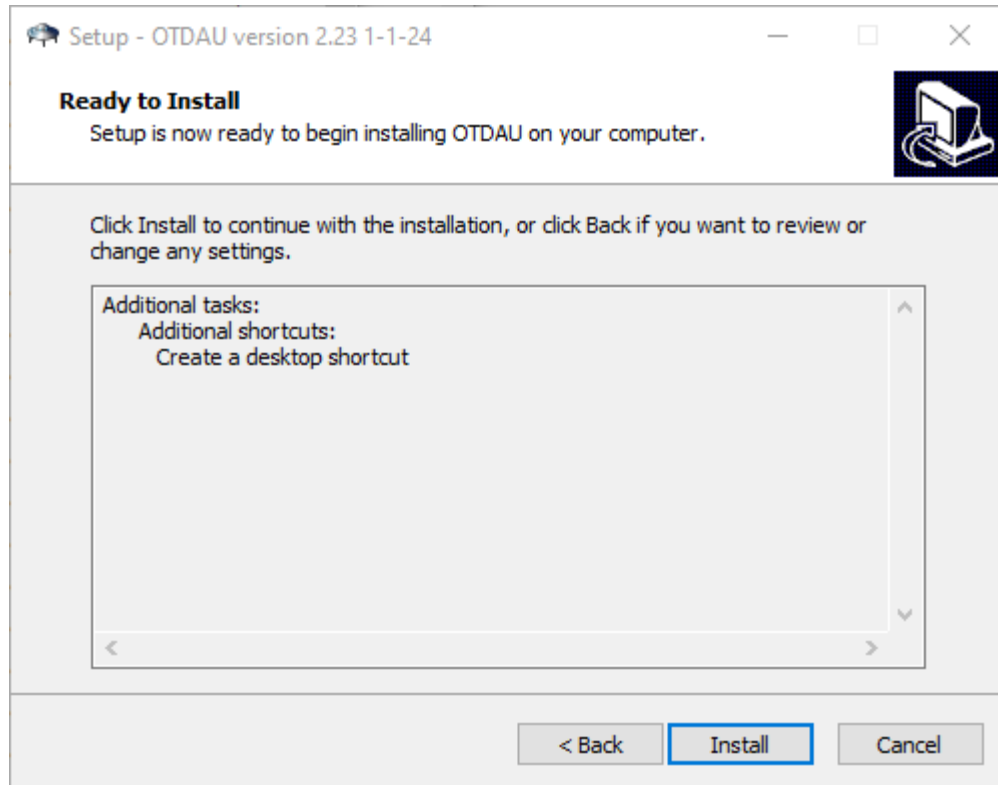 Setup - OTDAU version 2.23 1-1-24
Ready to Install
Setup is now ready to begin installing OTDAU on your computer.
Click Install to continue with the installation, or click Back if you want to review or
change any settings.
Additional tasks:
Additional shortcuts:
Create a desktop shortcut
< Back
Install
Cancel